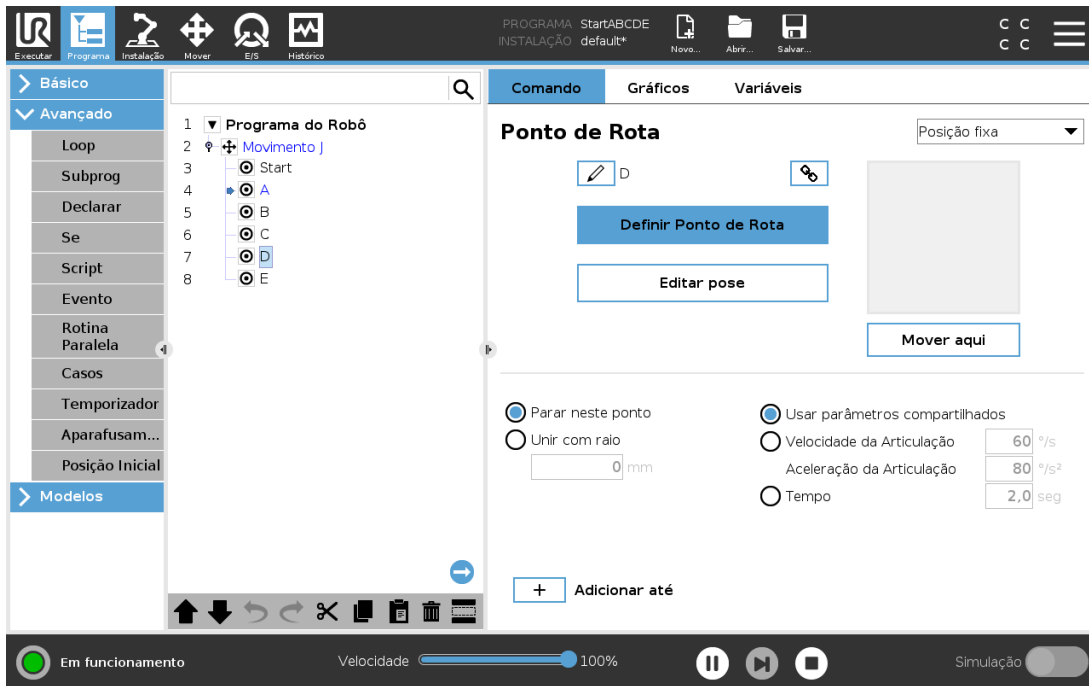 UR
PROGRAMA StartABCDE
INSTALAÇÃO default*
C C
C C
Executar Programa Instalação Mover E/S Histórico Novo... Abrir... Salvar...
Básico
Avançado
Loop
Subprog
Declarar
Se
Script
Evento
Rotina
Paralela
Casos
Temporizador
Aparafusam...
Posição Inicial
Modelos
1 Programa do Robô
2 Movimento J
3 Start
4 A
5 B
6 C
7 D
8 E
Comando Gráficos Variáveis
Ponto de Rota
Posição fixa
D
Definir Ponto de Rota
Editar pose
Mover aqui
Parar neste ponto
Unir com raio
0 mm
Usar parâmetros compartilhados
Velocidade da Articulação 60 °/s
Aceleração da Articulação 80 °/s²
Tempo 2,0 seg
+ Adicionar até
Em funcionamento
Velocidade 100%
Simulação